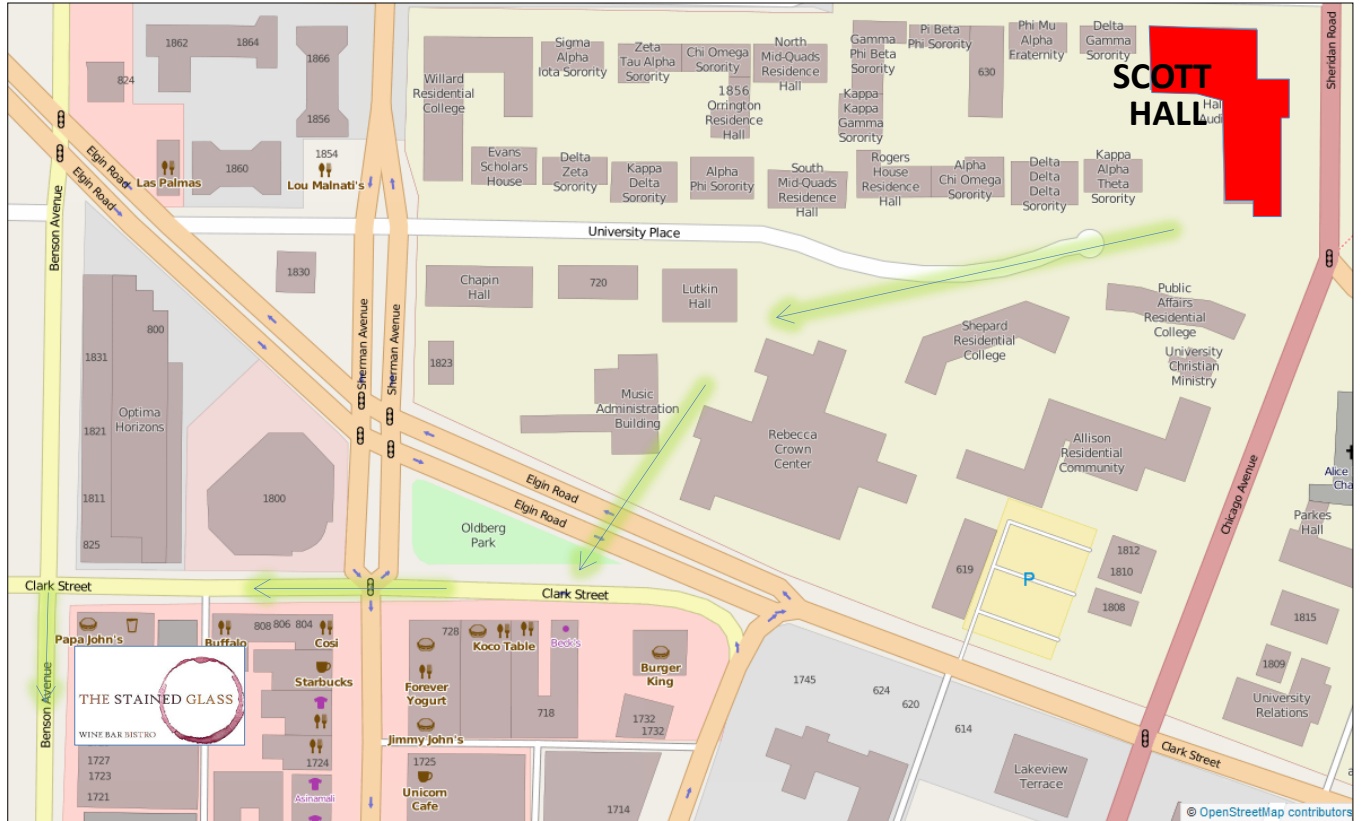 1862
1864
824
1866
1856
1860
1854
Las Palmas
Lou Malnati's
Elgin Road
Elgin Road
Benson Avenue
Willard
Residential
College
Sigma
Alpha
Iota Sorority
Zeta
Tau Alpha
Sorority
Chi Omega
Sorority
North
Mid-Quads
Residence
Hall
1856
Orrington
Residence
Hall
Gamma
Phi Beta
Sorority
Kappa
Kappa
Gamma
Sorority
Pi Beta
Phi Sorority
630
Phi Mu
Alpha
Fraternity
Delta
Gamma
Sorority
SCOTT
HALL
Hal
Audi
Sheridan Road
Evans
Scholars
House
Delta
Zeta
Sorority
Kappa
Delta
Sorority
Alpha
Phi Sorority
South
Mid-Quads
Residence
Hall
Rogers
House
Residence
Hall
Alpha
Chi Omega
Sorority
Delta
Delta
Delta
Sorority
Kappa
Alpha
Theta
Sorority
University Place
1830
Chapin
Hall
720
Lutkin
Hall
Sherman Avenue
Sherman Avenue
1823
Shepard
Residential
College
Public
Affairs
Residential
College
University
Christian
Ministry
800
1831
Optima
Horizons
1821
1811
825
1800
Music
Administration
Building
Rebecca
Crown
Center
Allison
Residential
Community
Chicago Avenue
Alice
Cha
Parkes
Hall
Elgin Road
Elgin Road
Oldberg
Park
619
P
1812
1810
1808
1815
1809
University
Relations
Clark Street
Clark Street
Papa John's
Buffalo
808
806
804
Cosi
Starbucks
728
Koco Table
Beck's
Burger
King
Forever
Yogurt
718
1732
1732
Jimmy John's
1745
624
620
614
Benson Avenue
THE STAINED GLASS
WINE BAR BISTRO
1727
1723
1721
1724
Asinamali
1725
Unicorn
Cafe
1714
Lakeview
Terrace
Clark Street
© OpenStreetMap contributors